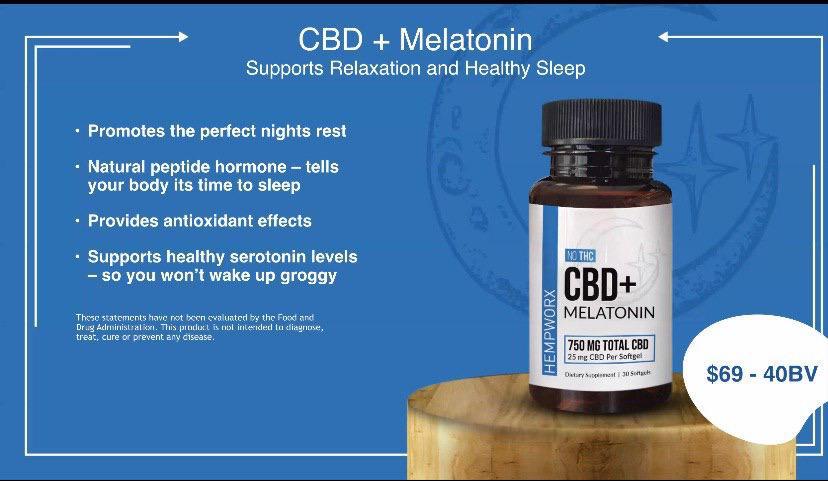 CBD + Melatonin
Supports Relaxation and Healthy Sleep
• Promotes the perfect nights rest
• Natural peptide hormone – tells
your body its time to sleep
• Provides antioxidant effects
• Supports healthy serotonin levels
– so you won't wake up groggy
These statements have not been evaluated by the Food and
Drug Administration. This product is not intended to diagnose,
treat, cure or prevent any disease.
HEMPWORX
NO THC
CBD+
MELATONIN
750 MG TOTAL CBD
25 mg CBD Per Softgel
Dietary Supplement | 30 Softgels
$69 - 40BV